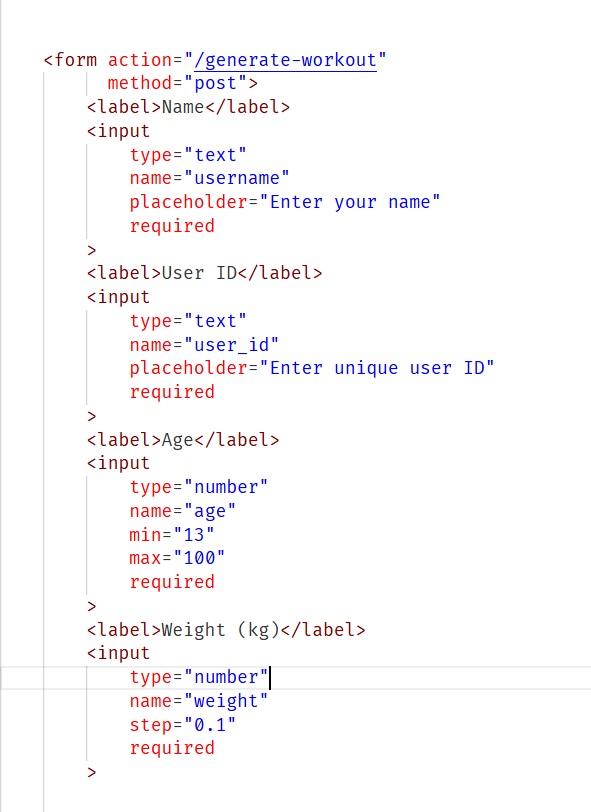 <form action="/generate-workout"
method="post">
<label>Name</label>
<input
type="text"
name="username"
placeholder="Enter your name"
required
>
<label>User ID</label>
<input
type="text"
name="user_id"
placeholder="Enter unique user ID"
required
>
<label>Age</label>
<input
type="number"
name="age"
min="13"
max="100"
required
>
<label>Weight (kg)</label>
<input
type="number"
name="weight"
step="0.1"
required
>